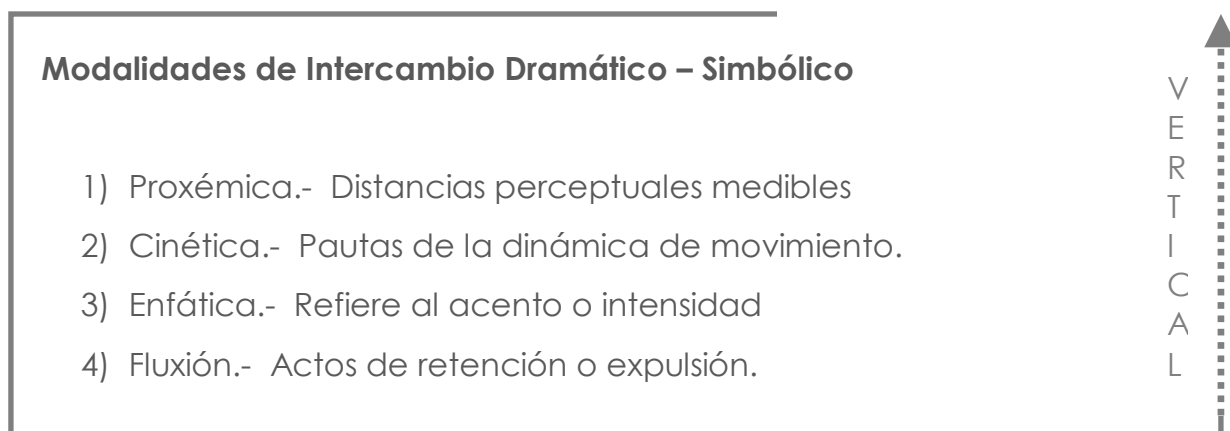 Modalidades de Intercambio Dramático – Simbólico
1) Proxémica.- Distancias perceptuales medibles
2) Cinética.- Pautas de la dinámica de movimiento.
3) Enfática.- Refiere al acento o intensidad
4) Fluxión.- Actos de retención o expulsión.
VERTICAL